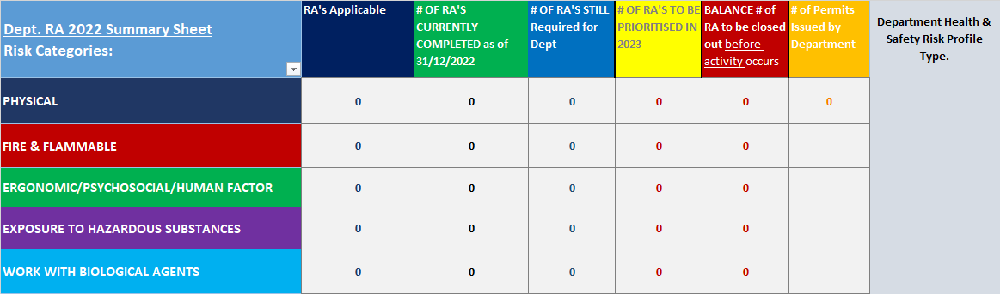 Dept. RA 2022 Summary Sheet
Risk Categories:
RA's Applicable
# OF RA'S
CURRENTLY
COMPLETED as of
31/12/2022
# OF RA'S STILL
Required for
Dept
# OF RA'S TO BE
PRIORITISED IN
2023
BALANCE # of
RA to be closed
out before
activity occurs
# of Permits
Issued by
Department
Department Health &
Safety Risk Profile
Type.
PHYSICAL 0 0 0 0 0 0
FIRE & FLAMMABLE 0 0 0 0 0
ERGONOMIC/PSYCHOSOCIAL/HUMAN FACTOR 0 0 0 0 0
EXPOSURE TO HAZARDOUS SUBSTANCES 0 0 0 0 0
WORK WITH BIOLOGICAL AGENTS 0 0 0 0 0